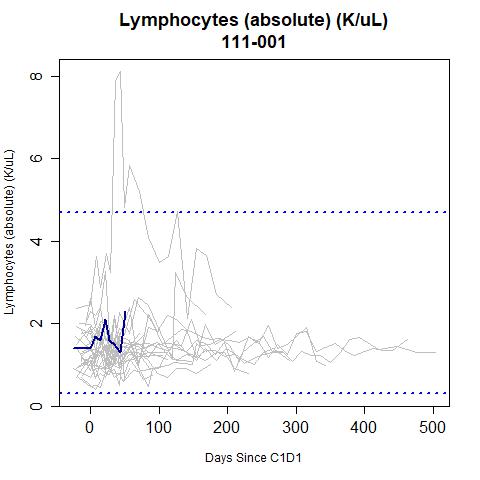 Lymphocytes (absolute) (K/uL)
111-001
Lymphocytes (absolute) (K/uL)
8
6
4
2
0
0 100 200 300 400 500
Days Since C1D1